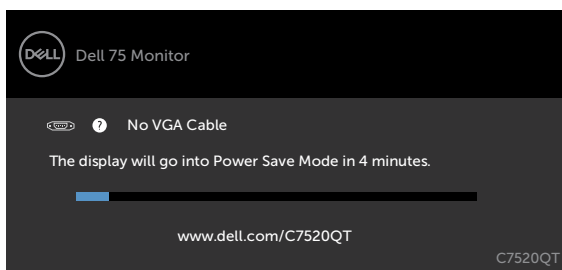 DELL
Dell 75 Monitor
? No VGA Cable
The display will go into Power Save Mode in 4 minutes.
www.dell.com/C7520QT
C7520QT